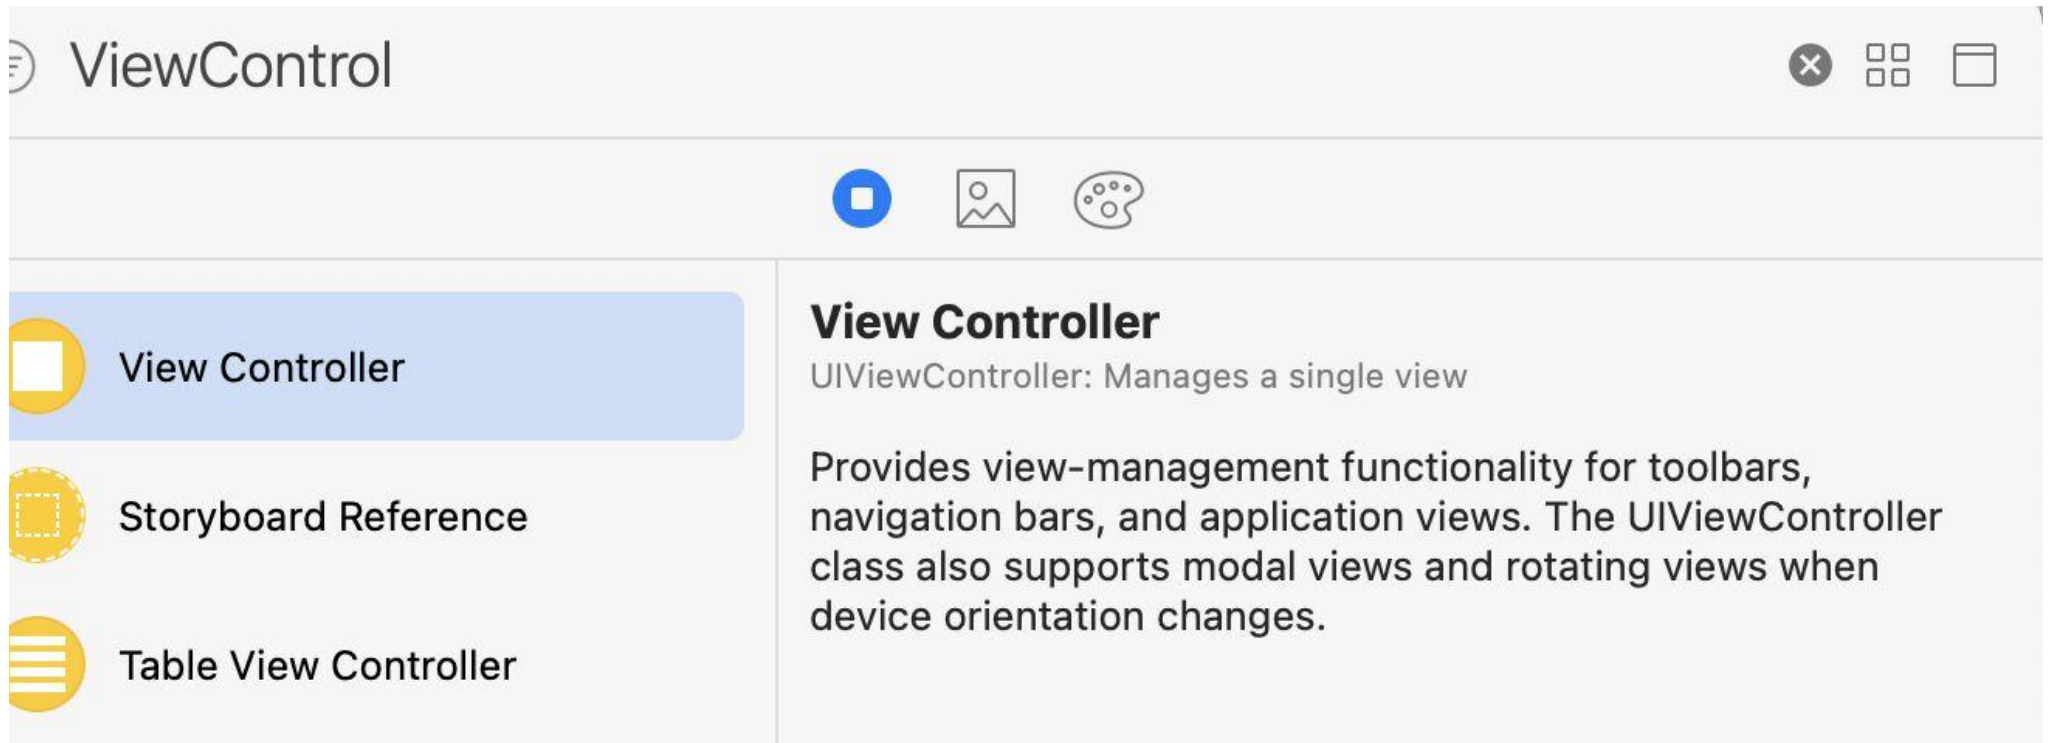 ViewControl
View Controller
Storyboard Reference
Table View Controller
View Controller
UIViewController: Manages a single view
Provides view-management functionality for toolbars,
navigation bars, and application views. The UIViewController
class also supports modal views and rotating views when
device orientation changes.